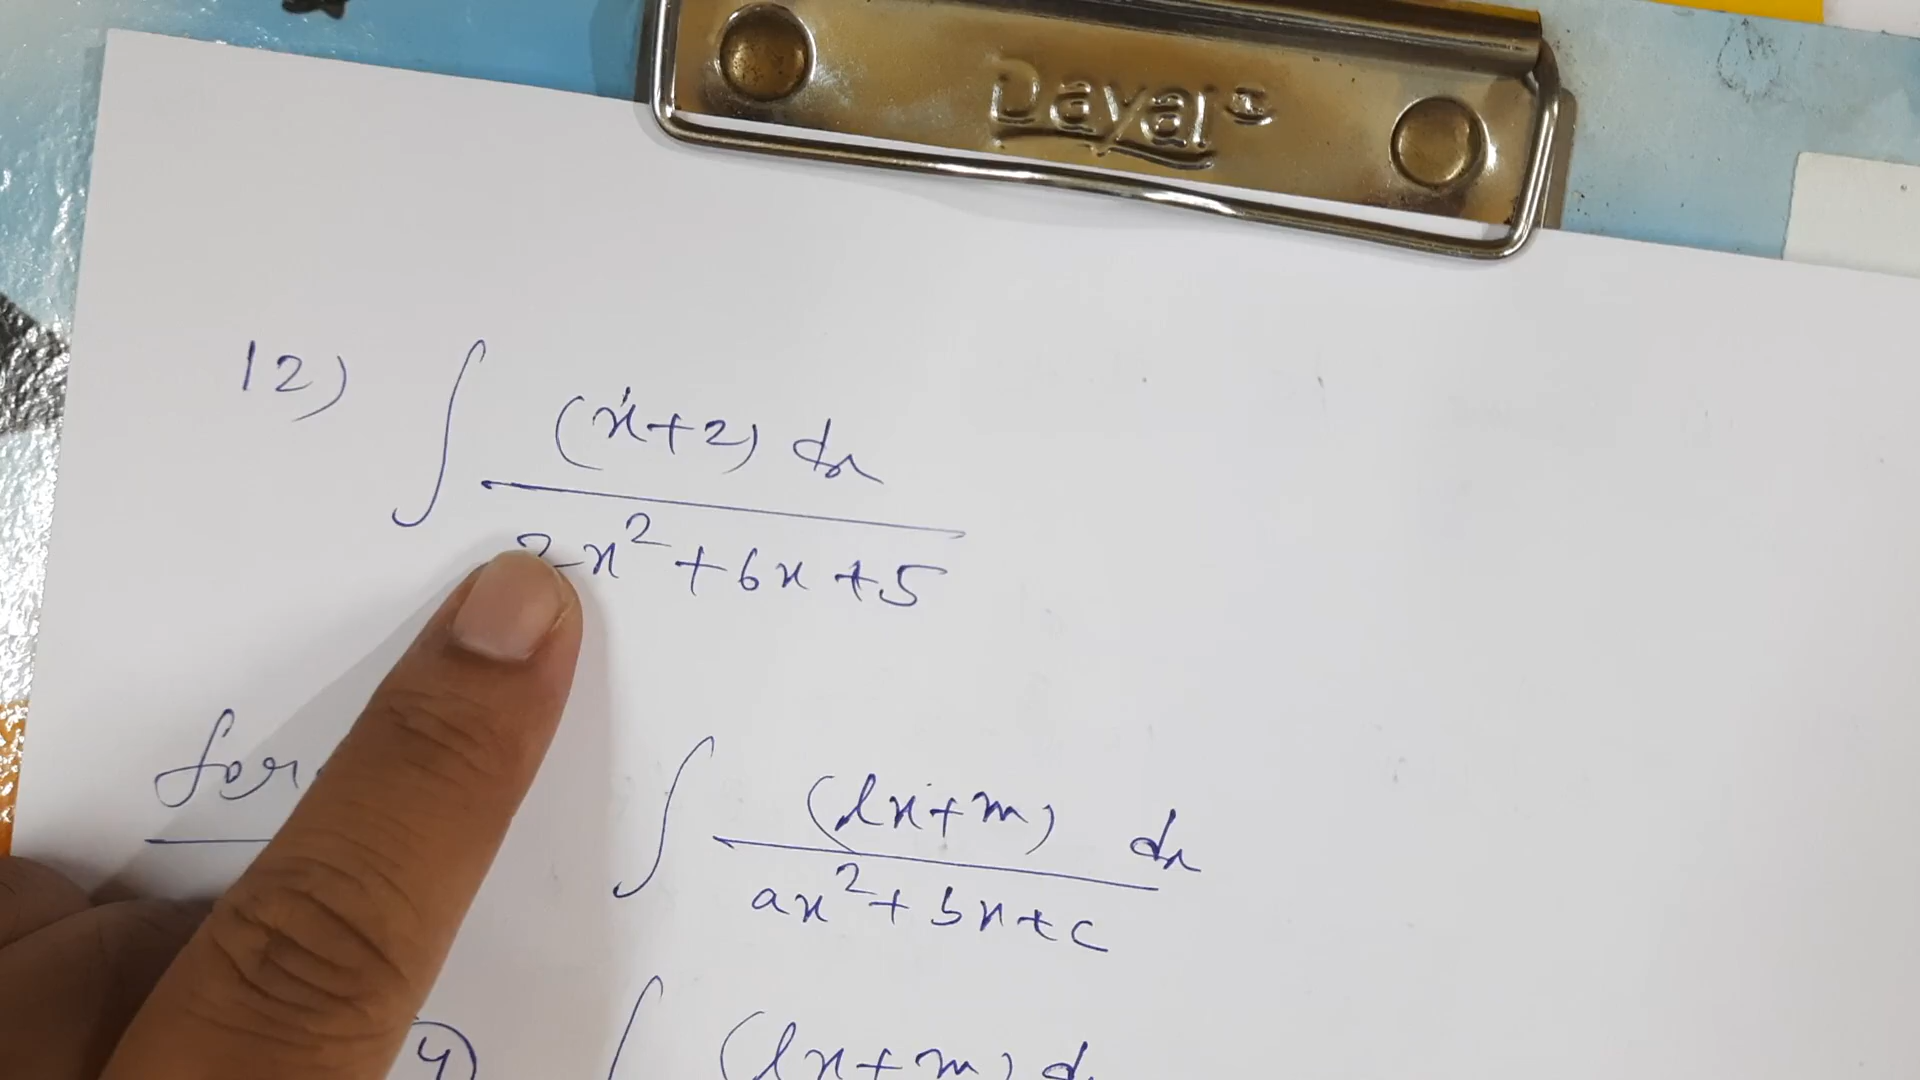 Dayal
12) ∫ (x+2) dx
2x² + 6x + 5
for
∫ (lx+m) dx
ax² + bx + c
4 ∫ (lx+m) d